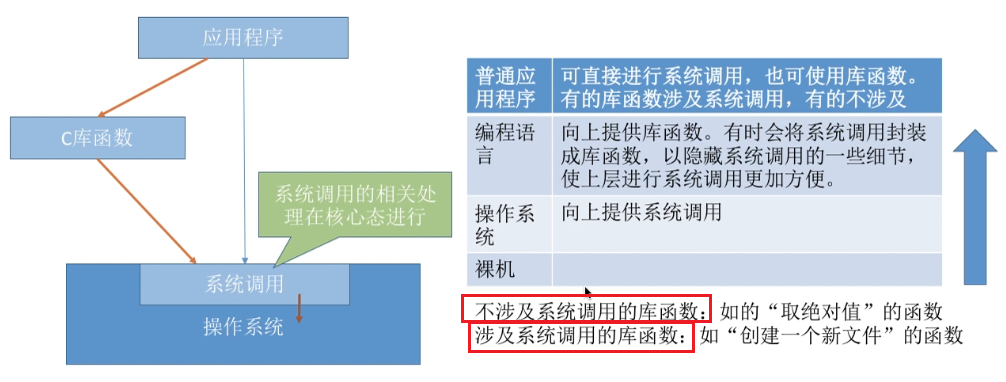 应用程序
C库函数
系统调用的相关处
理在核心态进行
系统调用
操作系统
普通应
用程序
可直接进行系统调用，也可使用库函数。
有的库函数涉及系统调用，有的不涉及
编程语
言
向上提供库函数。有时会将系统调用封装
成库函数，以隐藏系统调用的一些细节，
使上层进行系统调用更加方便。
操作系
统
向上提供系统调用
裸机
不涉及系统调用的库函数：如的“取绝对值”的函数
涉及系统调用的库函数：如“创建一个新文件”的函数